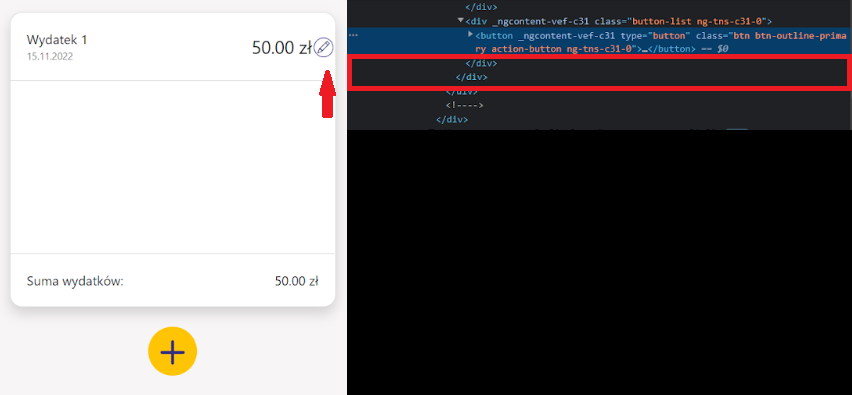 Wydatek 1
50.00 zł
15.11.2022
Suma wydatków:
50.00 zł
</div>
<div _ngcontent-vef-c31 class="button-list ng-tns-c31-0">
<button _ngcontent-vef-c31 type="button" class="btn btn-outline-prima
ry action-button ng-tns-c31-0">…</button> == $0
</div>
</div>
</div>
<!---->
</div>